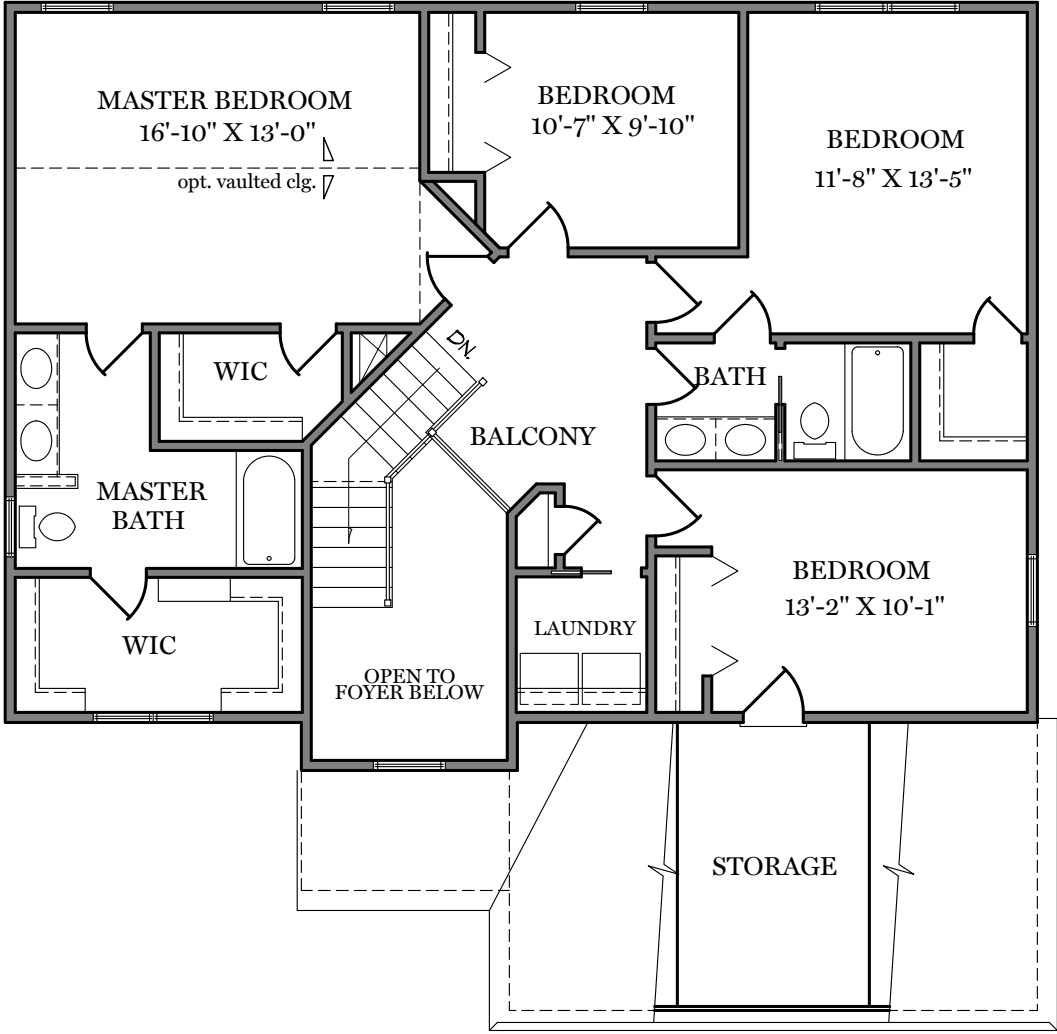 MASTER BEDROOM
16'-10" X 13'-0"
opt. vaulted clg.
BEDROOM
10'-7" X 9'-10"
BEDROOM
11'-8" X 13'-5"
DN.
WIC
BATH
BALCONY
MASTER
BATH
BEDROOM
13'-2" X 10'-1"
LAUNDRY
WIC
OPEN TO
FOYER BELOW
STORAGE